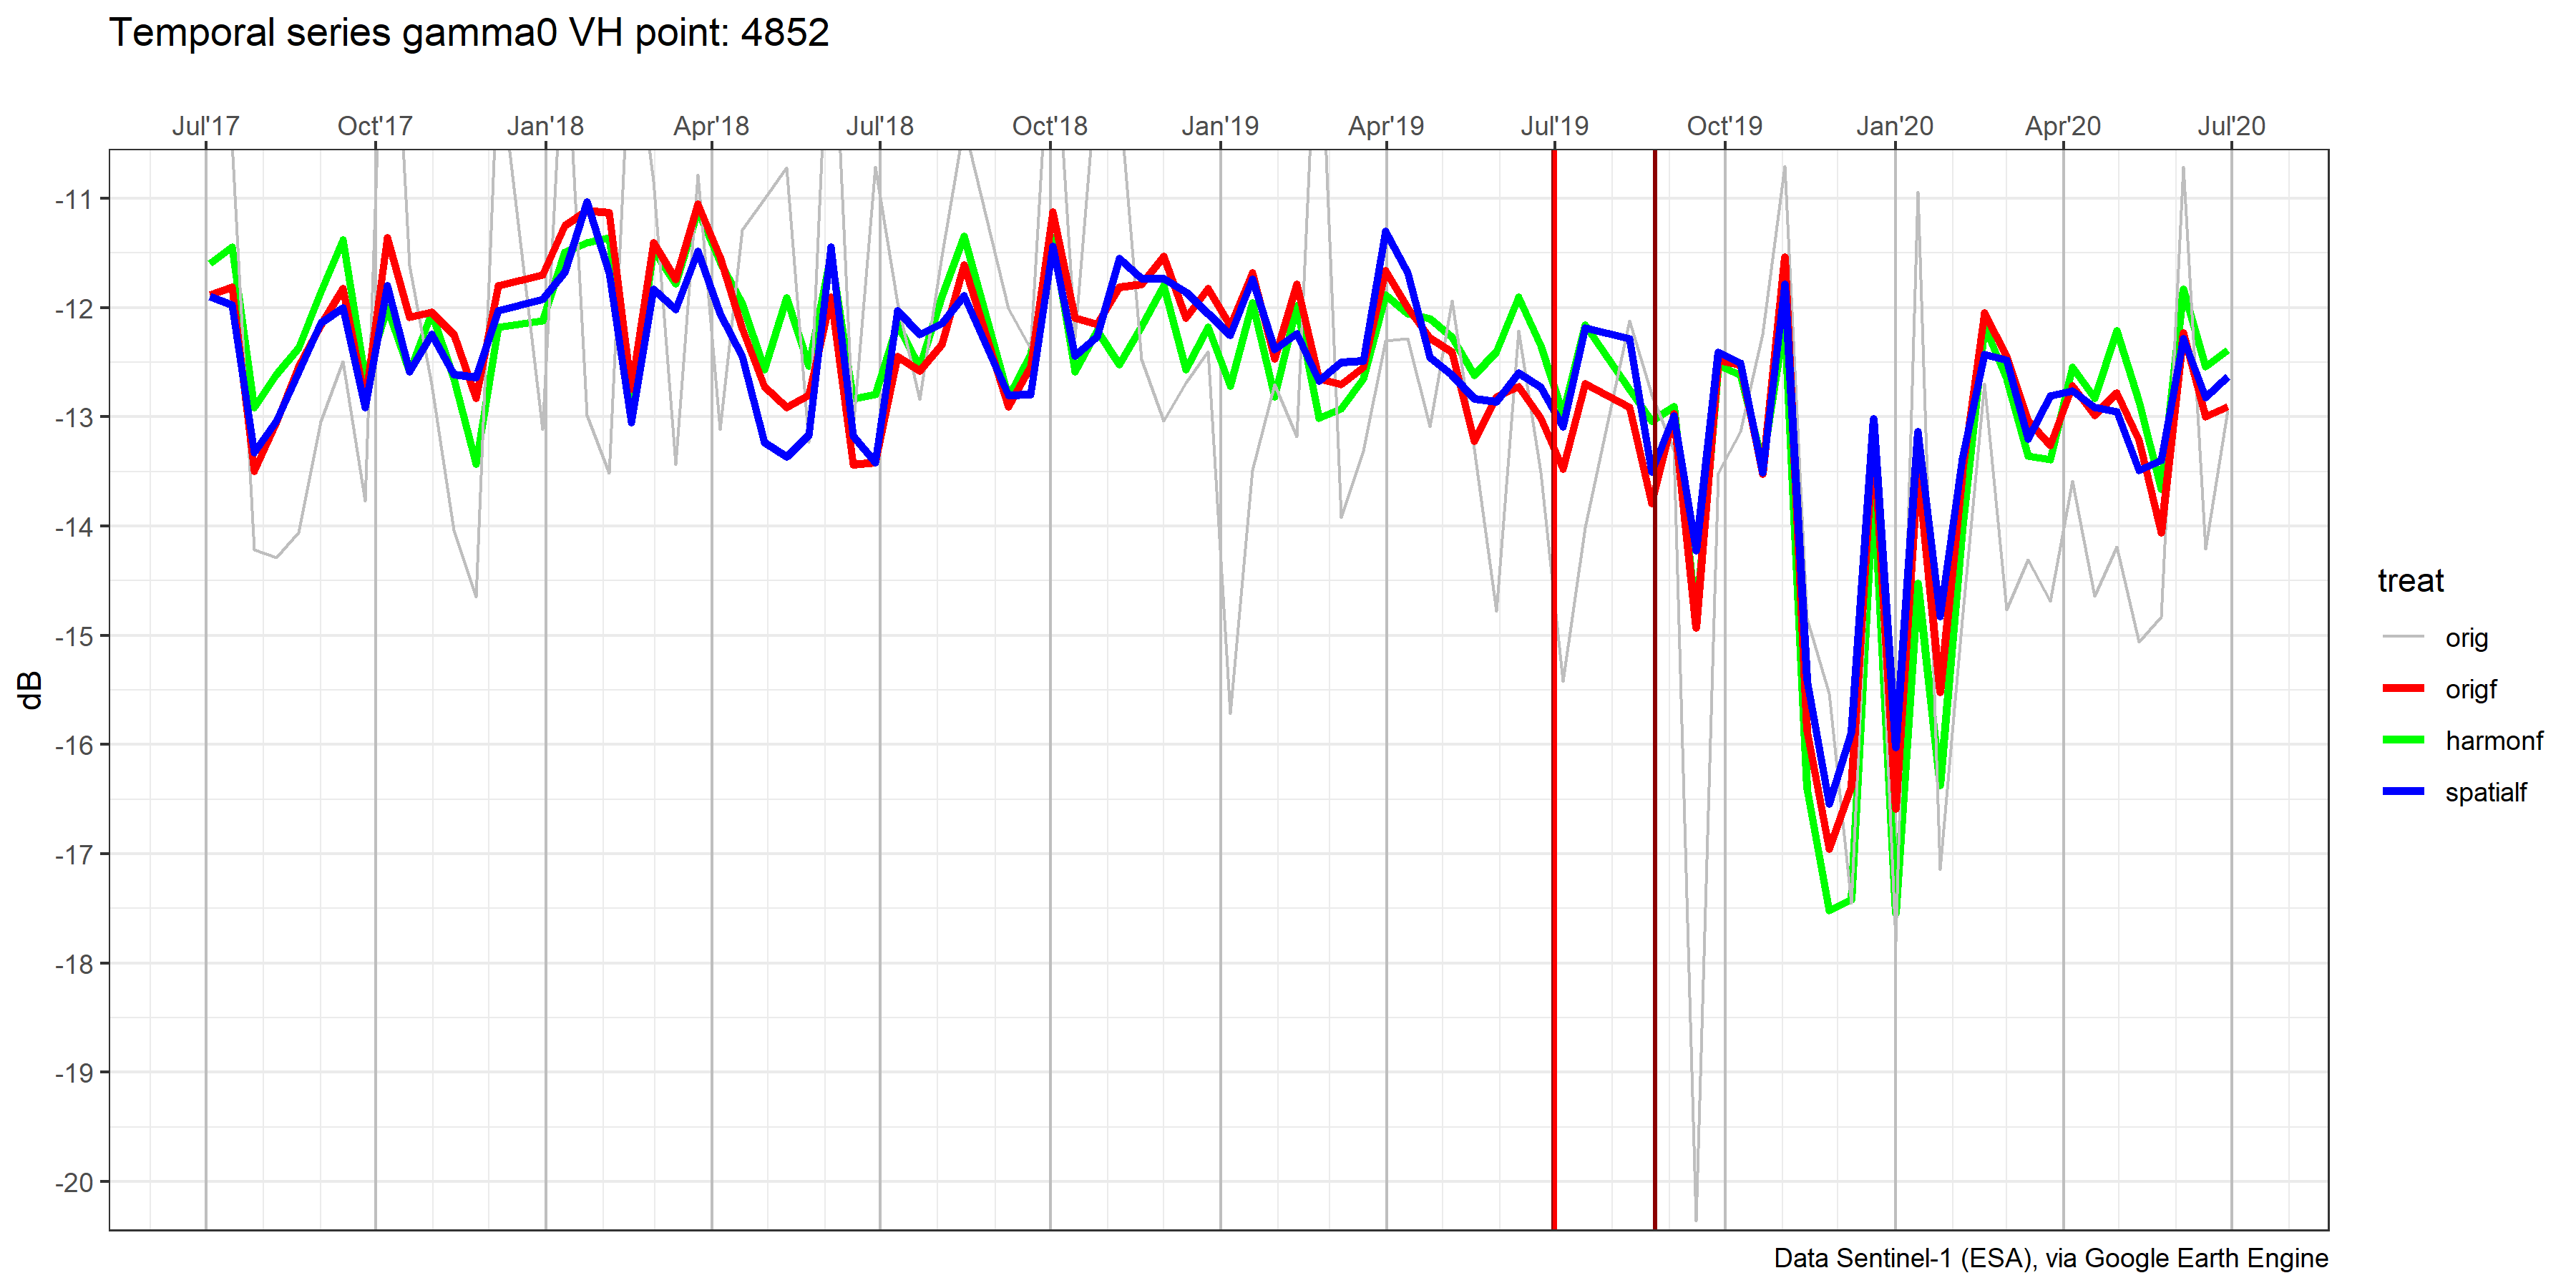 Temporal series gamma0 VH point: 4852
Jul'17 Oct'17 Jan'18 Apr'18 Jul'18 Oct'18 Jan'19 Apr'19 Jul'19 Oct'19 Jan'20 Apr'20 Jul'20
-11
-12
-13
-14
-15
-16
-17
-18
-19
-20
dB
treat
orig
origf
harmonf
spatialf
Data Sentinel-1 (ESA), via Google Earth Engine